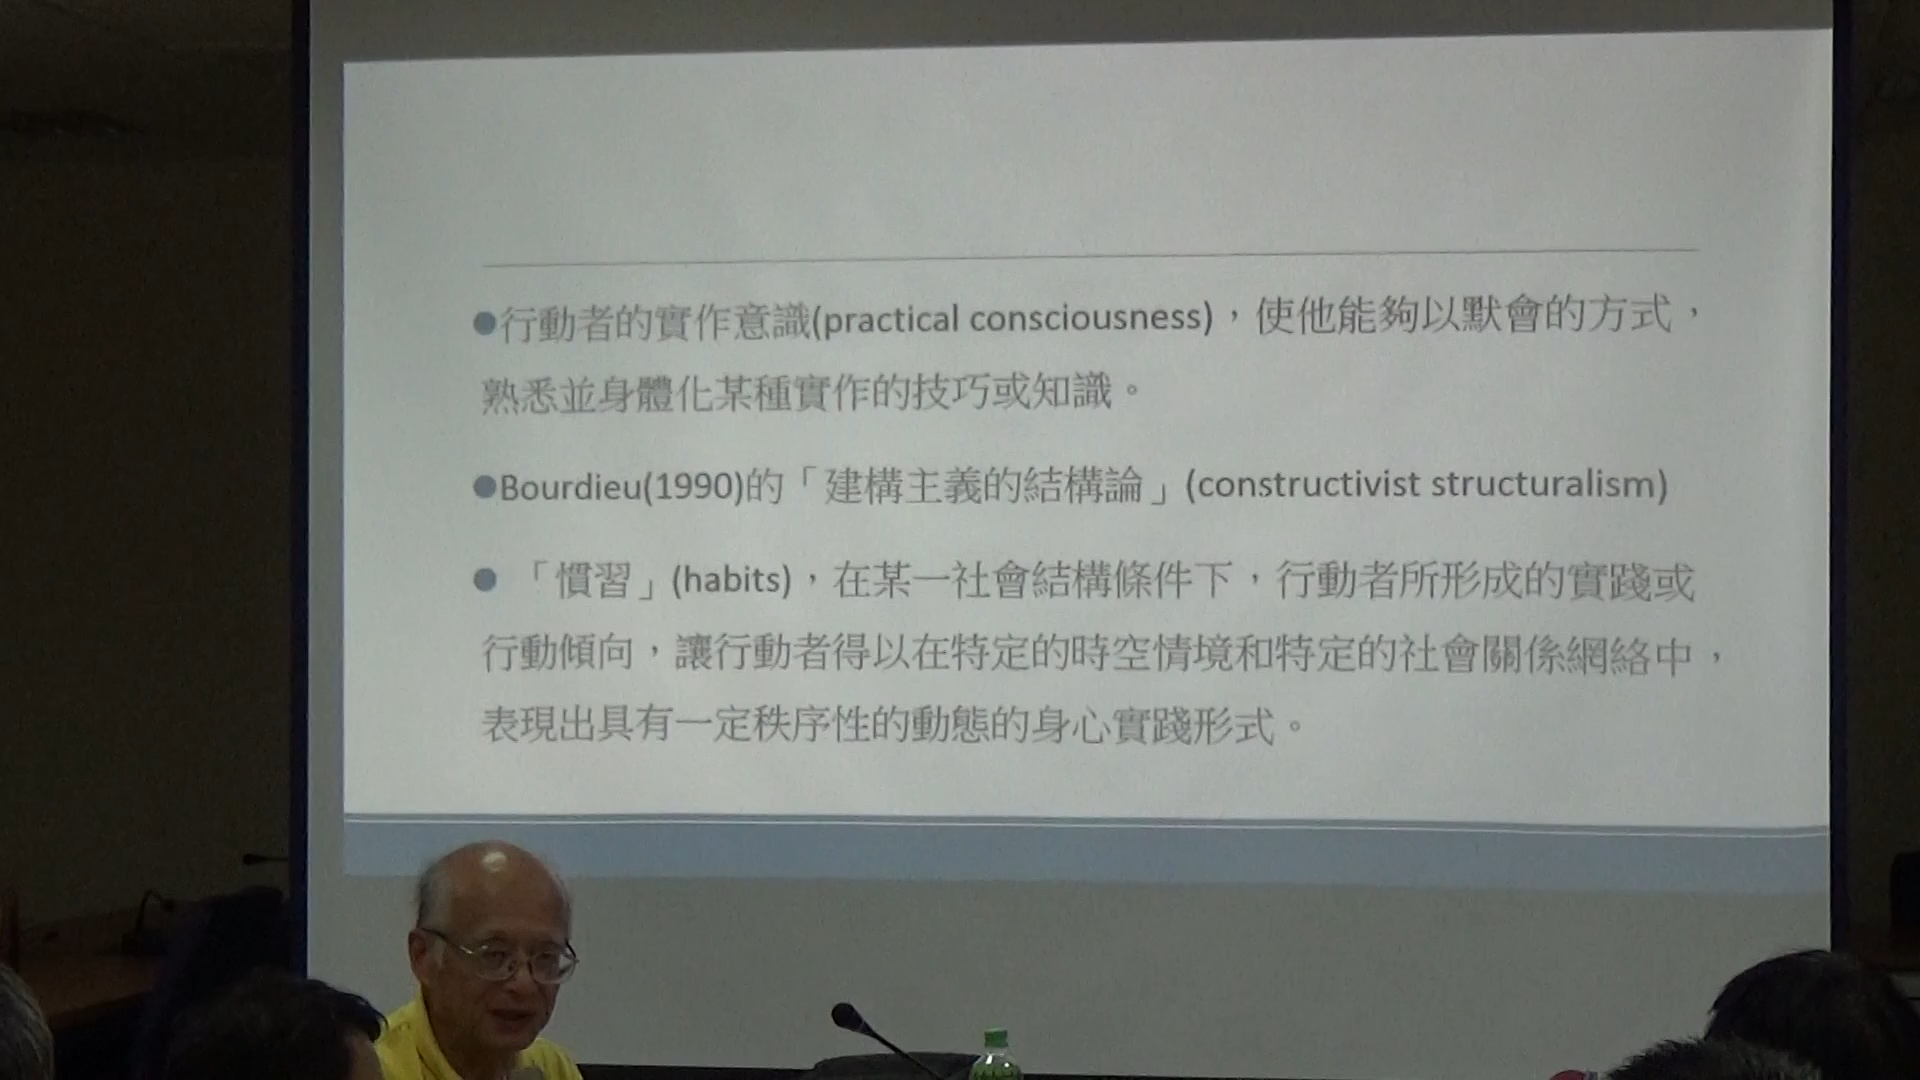 ●行動者的實作意識(practical consciousness)，使他能夠以默會的方式，
熟悉並身體化某種實作的技巧或知識。
●Bourdieu(1990)的「建構主義的結構論」(constructivist structuralism)
●「慣習」(habits)，在某一社會結構條件下，行動者所形成的實踐或
行動傾向，讓行動者得以在特定的時空情境和特定的社會關係網絡中，
表現出具有一定秩序性的動態的身心實踐形式。